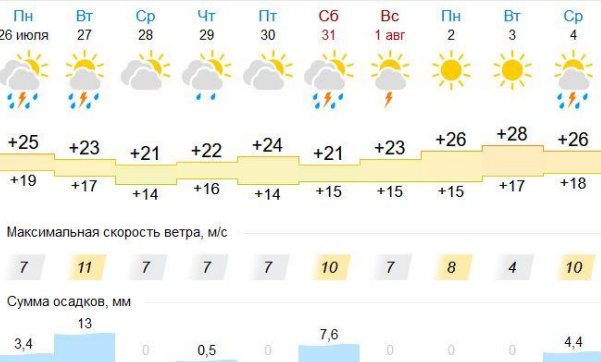 Пн Вт Ср Чт Пт Сб Вс Пн Вт Ср
26 июля 27 28 29 30 31 1 авг 2 3 4
+25 +23 +21 +22 +24 +21 +23 +26 +28 +26
+19 +17 +14 +16 +14 +15 +15 +15 +17 +18
Максимальная скорость ветра, м/с
7 11 7 7 7 10 7 8 4 10
Сумма осадков, мм
3,4 13 0 0,5 0 7,6 0 0 0 4,4